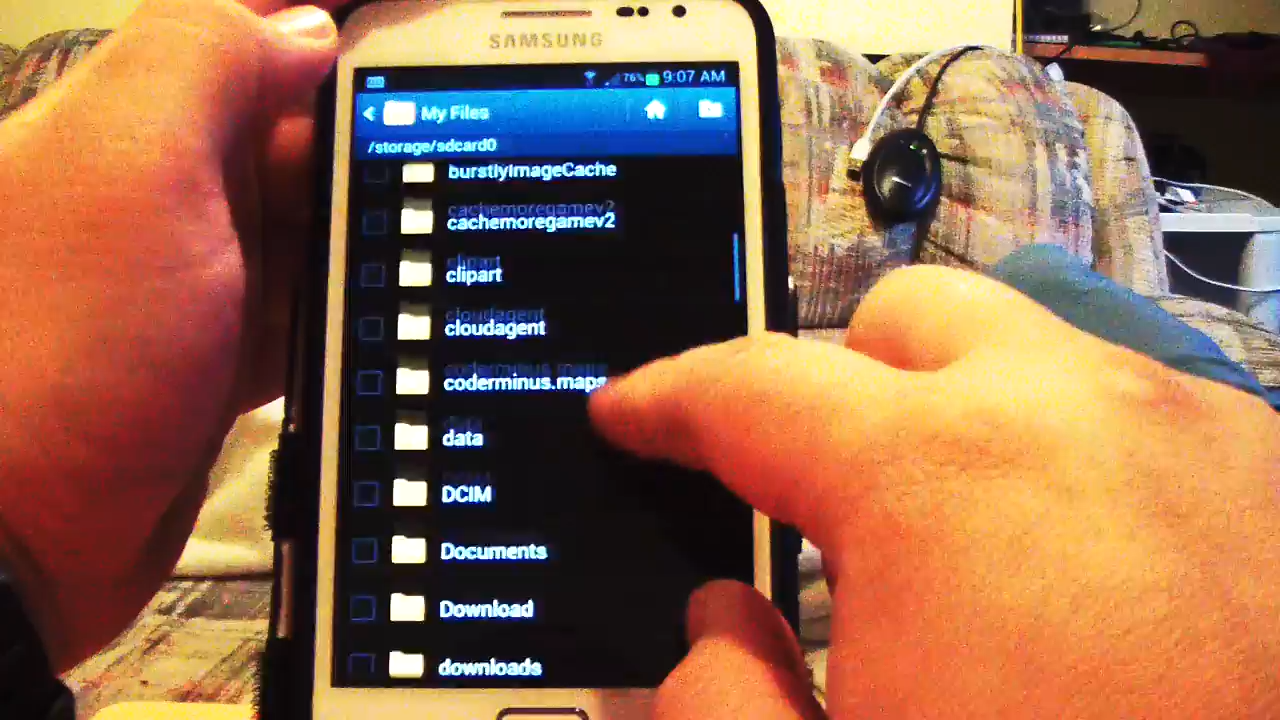 SAMSUNG
76% 9:07 AM
My Files
/storage/sdcard0
burstlyImageCache
cachemoregamev2
clipart
cloudagent
coderminus.maps
data
DCIM
Documents
Download
downloads